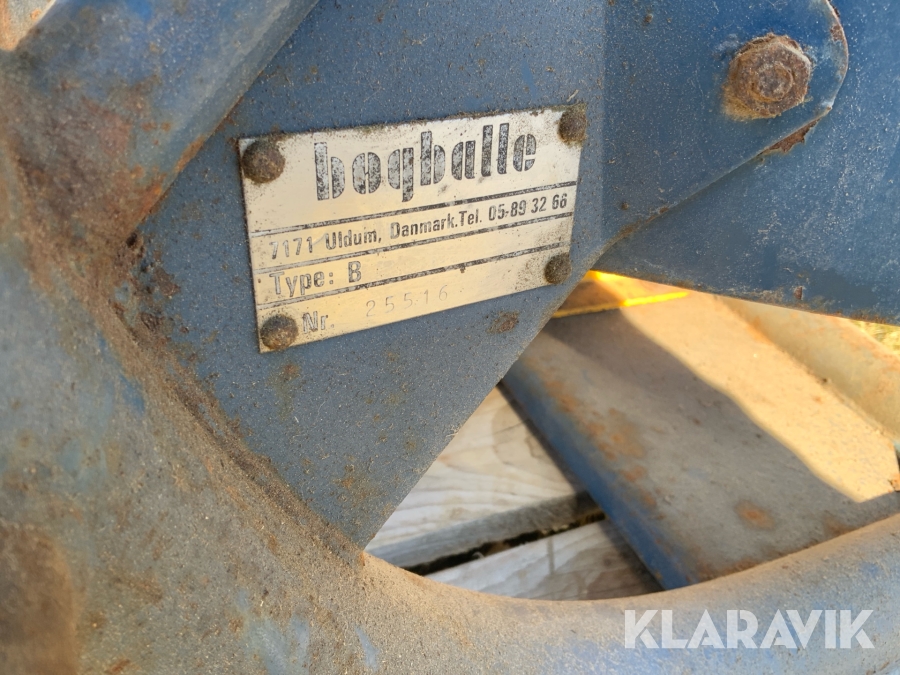 bogballe
7171 Uldum, Danmark.Tel. 05-89 32 66
Type: B
Nr. 25516
KLARAVIK